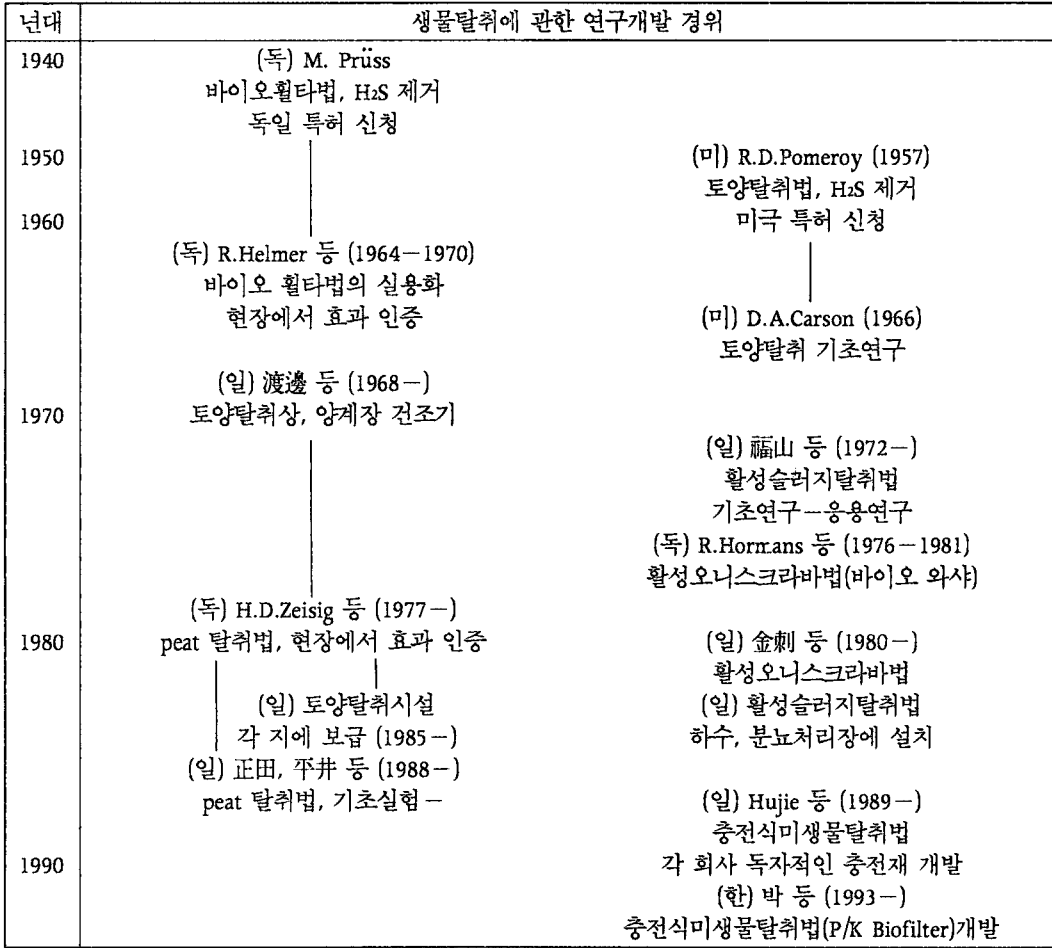 년대 생물탈취에 관한 연구개발 경위
1940 (독) M. Prüss
바이오휠타법, H₂S 제거
독일 특허 신청
1950 (미) R.D.Pomeroy (1957)
토양탈취법, H₂S 제거
1960 미국 특허 신청
(독) R.Helmer 등 (1964－1970)
바이오 휠타법의 실용화
현장에서 효과 인증
(미) D.A.Carson (1966)
토양탈취 기초연구
(일) 渡邊 등 (1968－)
1970 토양탈취상, 양계장 건조기
(일) 福山 등 (1972－)
활성슬러지탈취법
기초연구－응용연구
(독) R.Hormans 등 (1976－1981)
활성오니스크라바법(바이오 와샤)
(독) H.D.Zeisig 등 (1977－)
1980 peat 탈취법, 현장에서 효과 인증
(일) 金刺 등 (1980－)
활성오니스크라바법
(일) 토양탈취시설
각 지에 보급 (1985－)
(일) 활성슬러지탈취법
하수, 분뇨처리장에 설치
(일) 正田, 平井 등 (1988－)
peat 탈취법, 기초실험－
(일) Hujie 등 (1989－)
충전식미생물탈취법
1990 각 회사 독자적인 충전재 개발
(한) 박 등 (1993－)
충전식미생물탈취법(P/K Biofilter)개발